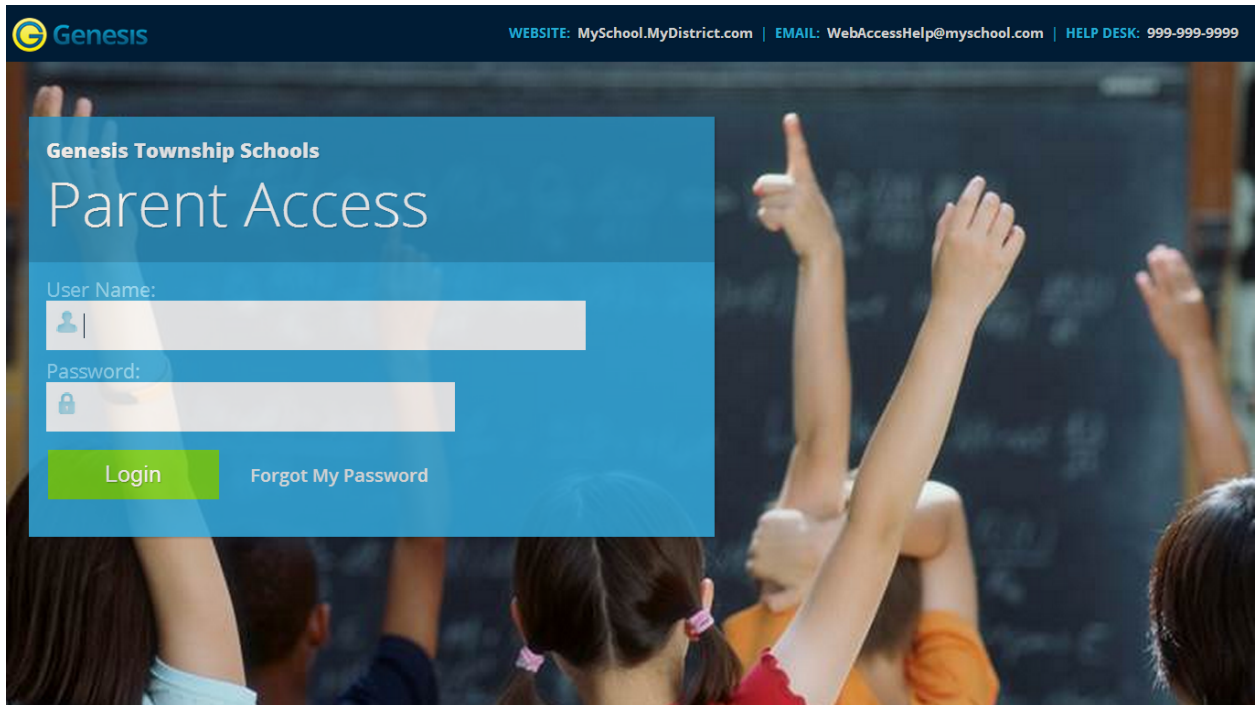 Genesis
WEBSITE: MySchool.MyDistrict.com | EMAIL: WebAccessHelp@myschool.com | HELP DESK: 999-999-9999
Genesis Township Schools
Parent Access
User Name:
Password:
Login
Forgot My Password